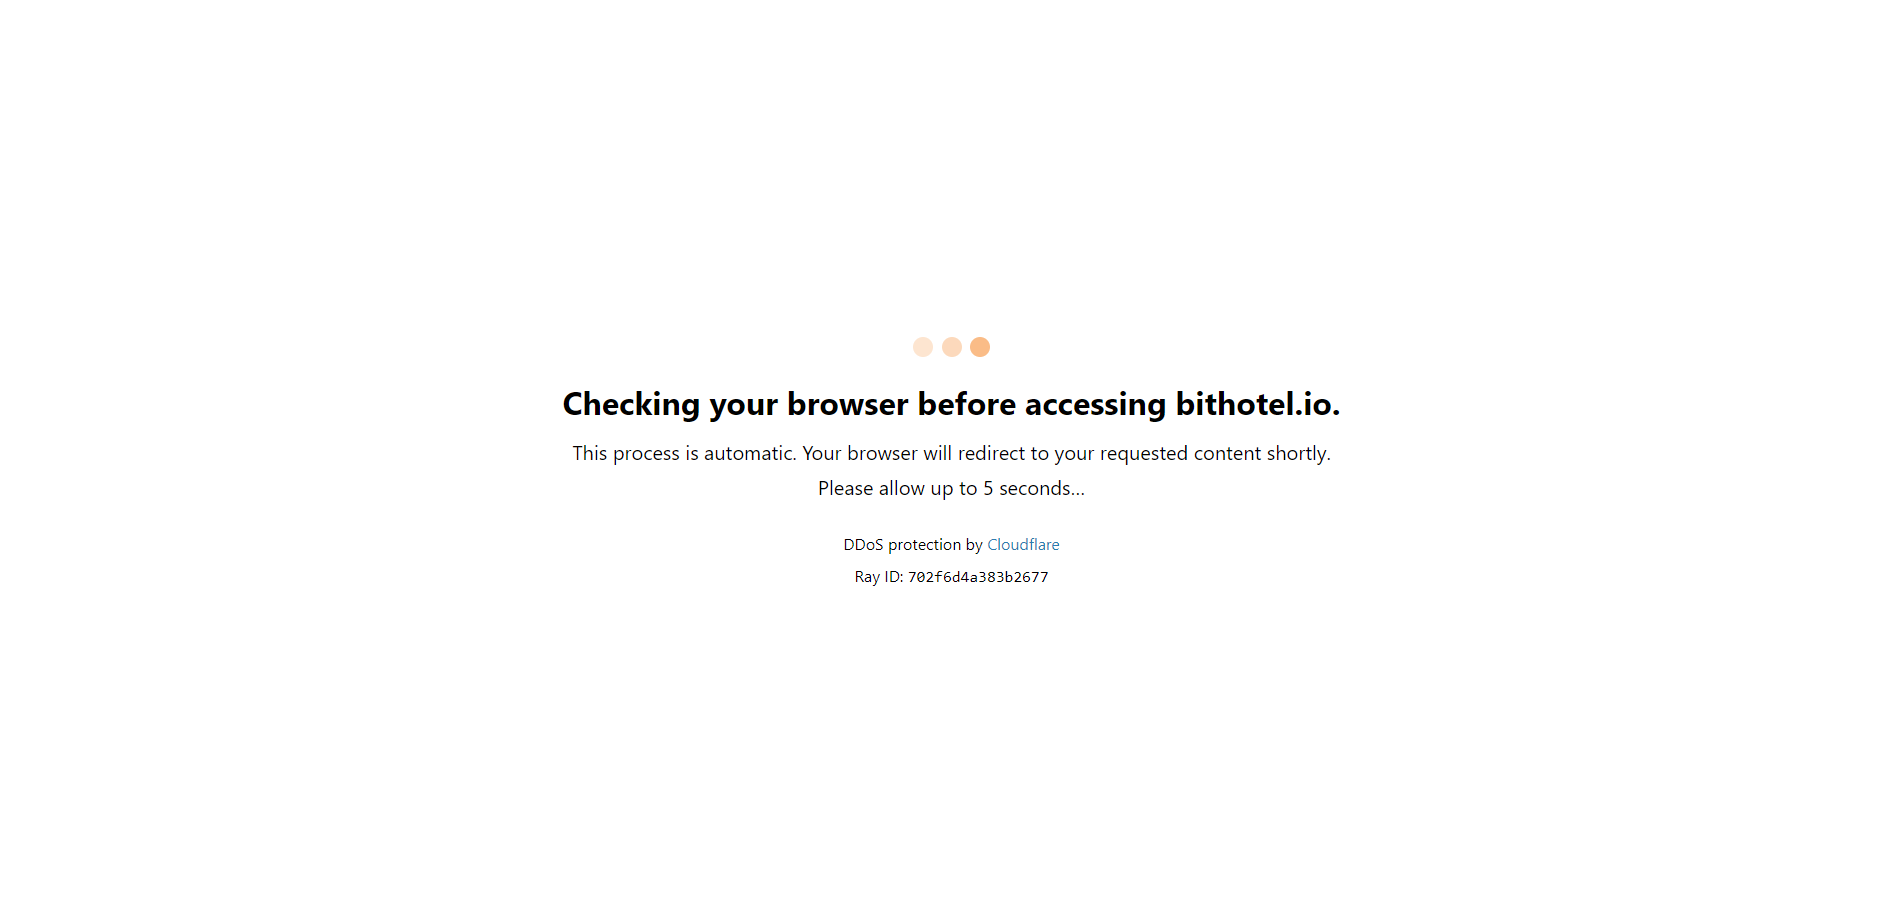 Checking your browser before accessing bithotel.io.
This process is automatic. Your browser will redirect to your requested content shortly.
Please allow up to 5 seconds...
DDoS protection by Cloudflare
Ray ID: 702f6d4a383b2677